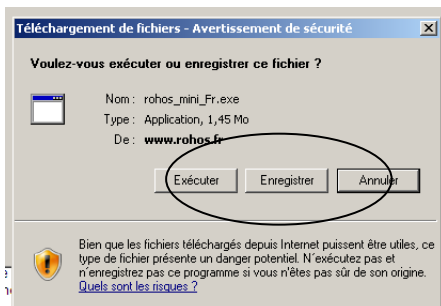 Téléchargement de fichiers - Avertissement de sécurité
Voulez-vous exécuter ou enregistrer ce fichier ?
Nom : rohos_mini_Fr.exe
Type : Application, 1,45 Mo
De : www.rohos.fr
Exécuter Enregistrer Annuler
Bien que les fichiers téléchargés depuis Internet puissent être utiles, ce
type de fichier présente un danger potentiel. N'exécutez pas et
n'enregistrez pas ce programme si vous n'êtes pas sûr de son origine.
Quels sont les risques ?